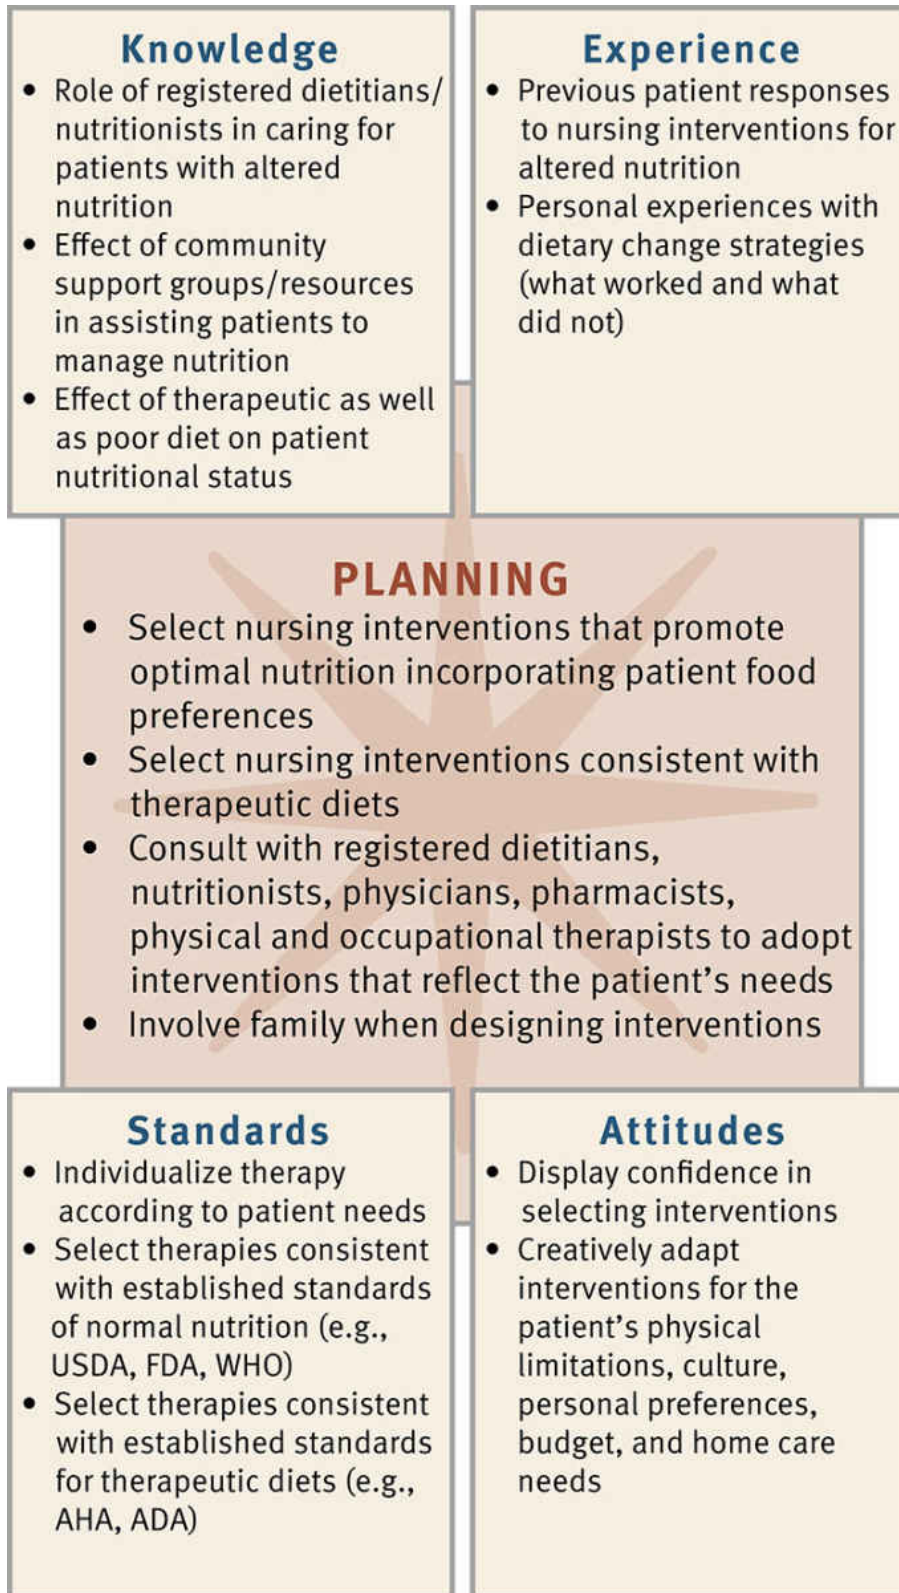 Knowledge
• Role of registered dietitians/
nutritionists in caring for
patients with altered
nutrition
• Effect of community
support groups/resources
in assisting patients to
manage nutrition
• Effect of therapeutic as well
as poor diet on patient
nutritional status
Experience
• Previous patient responses
to nursing interventions for
altered nutrition
• Personal experiences with
dietary change strategies
(what worked and what
did not)
PLANNING
• Select nursing interventions that promote
optimal nutrition incorporating patient food
preferences
• Select nursing interventions consistent with
therapeutic diets
• Consult with registered dietitians,
nutritionists, physicians, pharmacists,
physical and occupational therapists to adopt
interventions that reflect the patient's needs
• Involve family when designing interventions
Standards
• Individualize therapy
according to patient needs
• Select therapies consistent
with established standards
of normal nutrition (e.g.,
USDA, FDA, WHO)
• Select therapies consistent
with established standards
for therapeutic diets (e.g.,
AHA, ADA)
Attitudes
• Display confidence in
selecting interventions
• Creatively adapt
interventions for the
patient's physical
limitations, culture,
personal preferences,
budget, and home care
needs